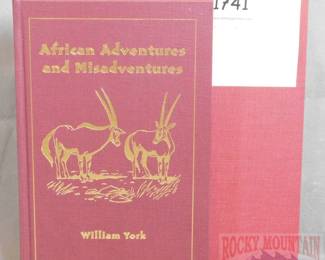 1741
African Adventures
and Misadventures
William York
ROCKY MOUNTAIN